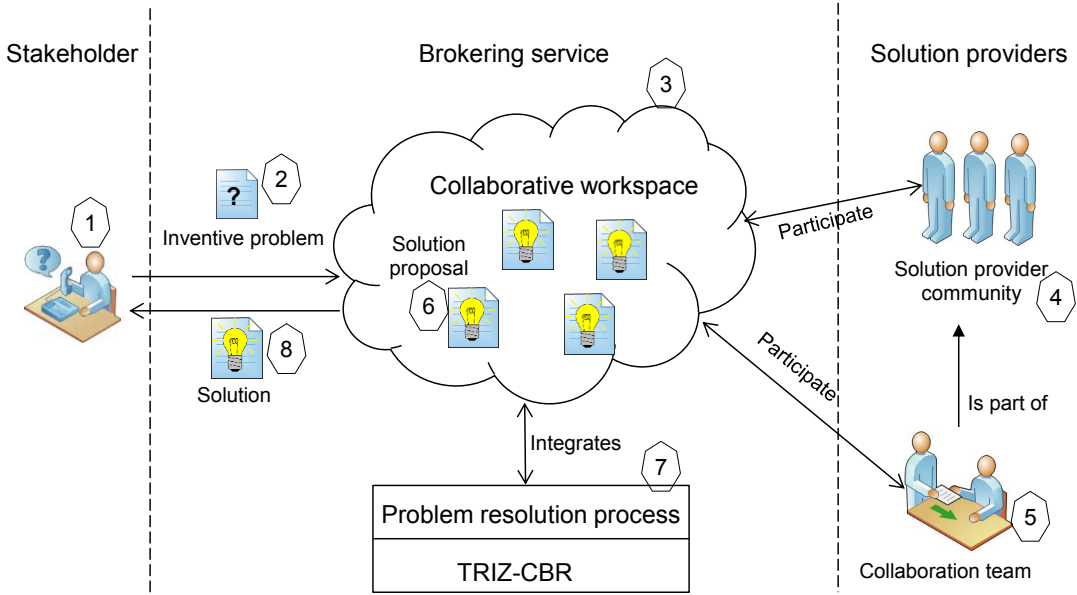 Stakeholder
Brokering service
Solution providers
3
2
?
Inventive problem
1
?
Collaborative workspace
Solution
proposal
6
8
Solution
Participate
Solution provider
community
4
Participate
Is part of
Integrates
7
Problem resolution process
TRIZ-CBR
5
Collaboration team